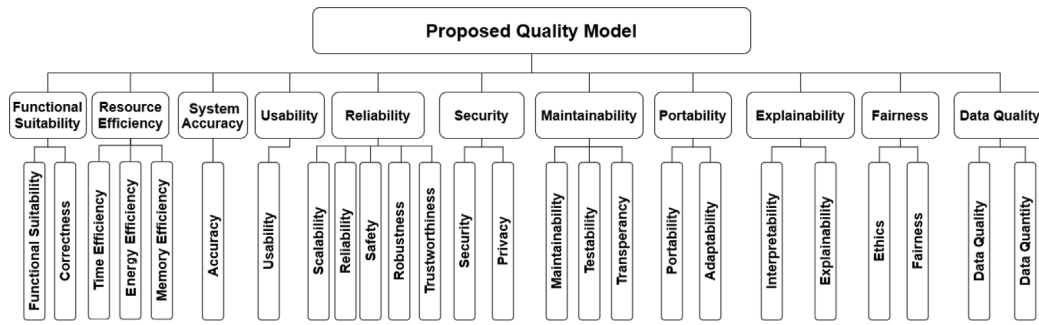 Proposed Quality Model
Functional
Suitability
Resource
Efficiency
System
Accuracy
Usability
Reliability
Security
Maintainability
Portability
Explainability
Fairness
Data Quality
Functional Suitability
Correctness
Time Efficiency
Energy Efficiency
Memory Efficiency
Accuracy
Usability
Scalability
Reliability
Safety
Robustness
Trustworthiness
Security
Privacy
Maintainability
Testability
Transperancy
Portability
Adaptability
Interpretability
Explainability
Ethics
Fairness
Data Quality
Data Quantity